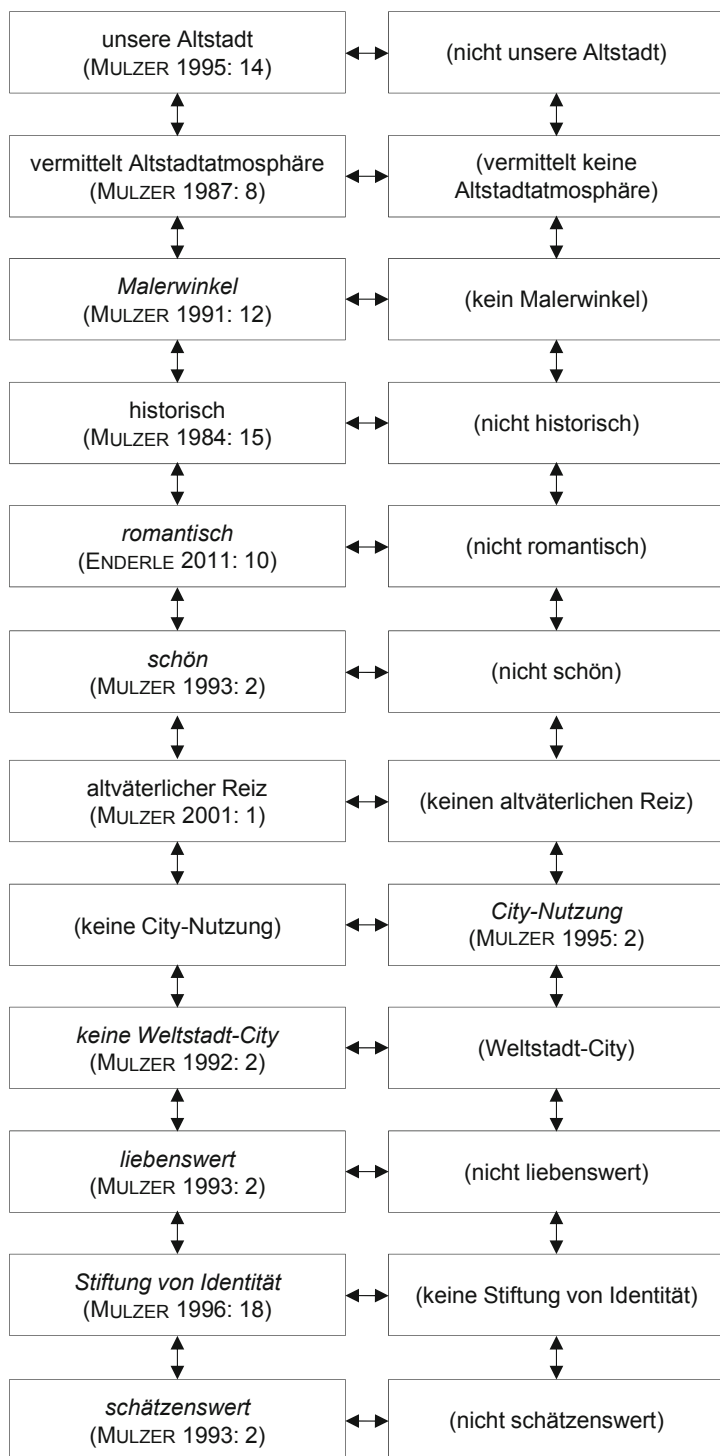 unsere Altstadt
(MULZER 1995: 14)
(nicht unsere Altstadt)
vermittelt Altstadtatmosphäre
(MULZER 1987: 8)
(vermittelt keine
Altstadtatmosphäre)
Malerwinkel
(MULZER 1991: 12)
(kein Malerwinkel)
historisch
(MULZER 1984: 15)
(nicht historisch)
romantisch
(ENDERLE 2011: 10)
(nicht romantisch)
schön
(MULZER 1993: 2)
(nicht schön)
altväterlicher Reiz
(MULZER 2001: 1)
(keinen altväterlichen Reiz)
(keine City-Nutzung)
City-Nutzung
(MULZER 1995: 2)
keine Weltstadt-City
(MULZER 1992: 2)
(Weltstadt-City)
liebenswert
(MULZER 1993: 2)
(nicht liebenswert)
Stiftung von Identität
(MULZER 1996: 18)
(keine Stiftung von Identität)
schätzenswert
(MULZER 1993: 2)
(nicht schätzenswert)